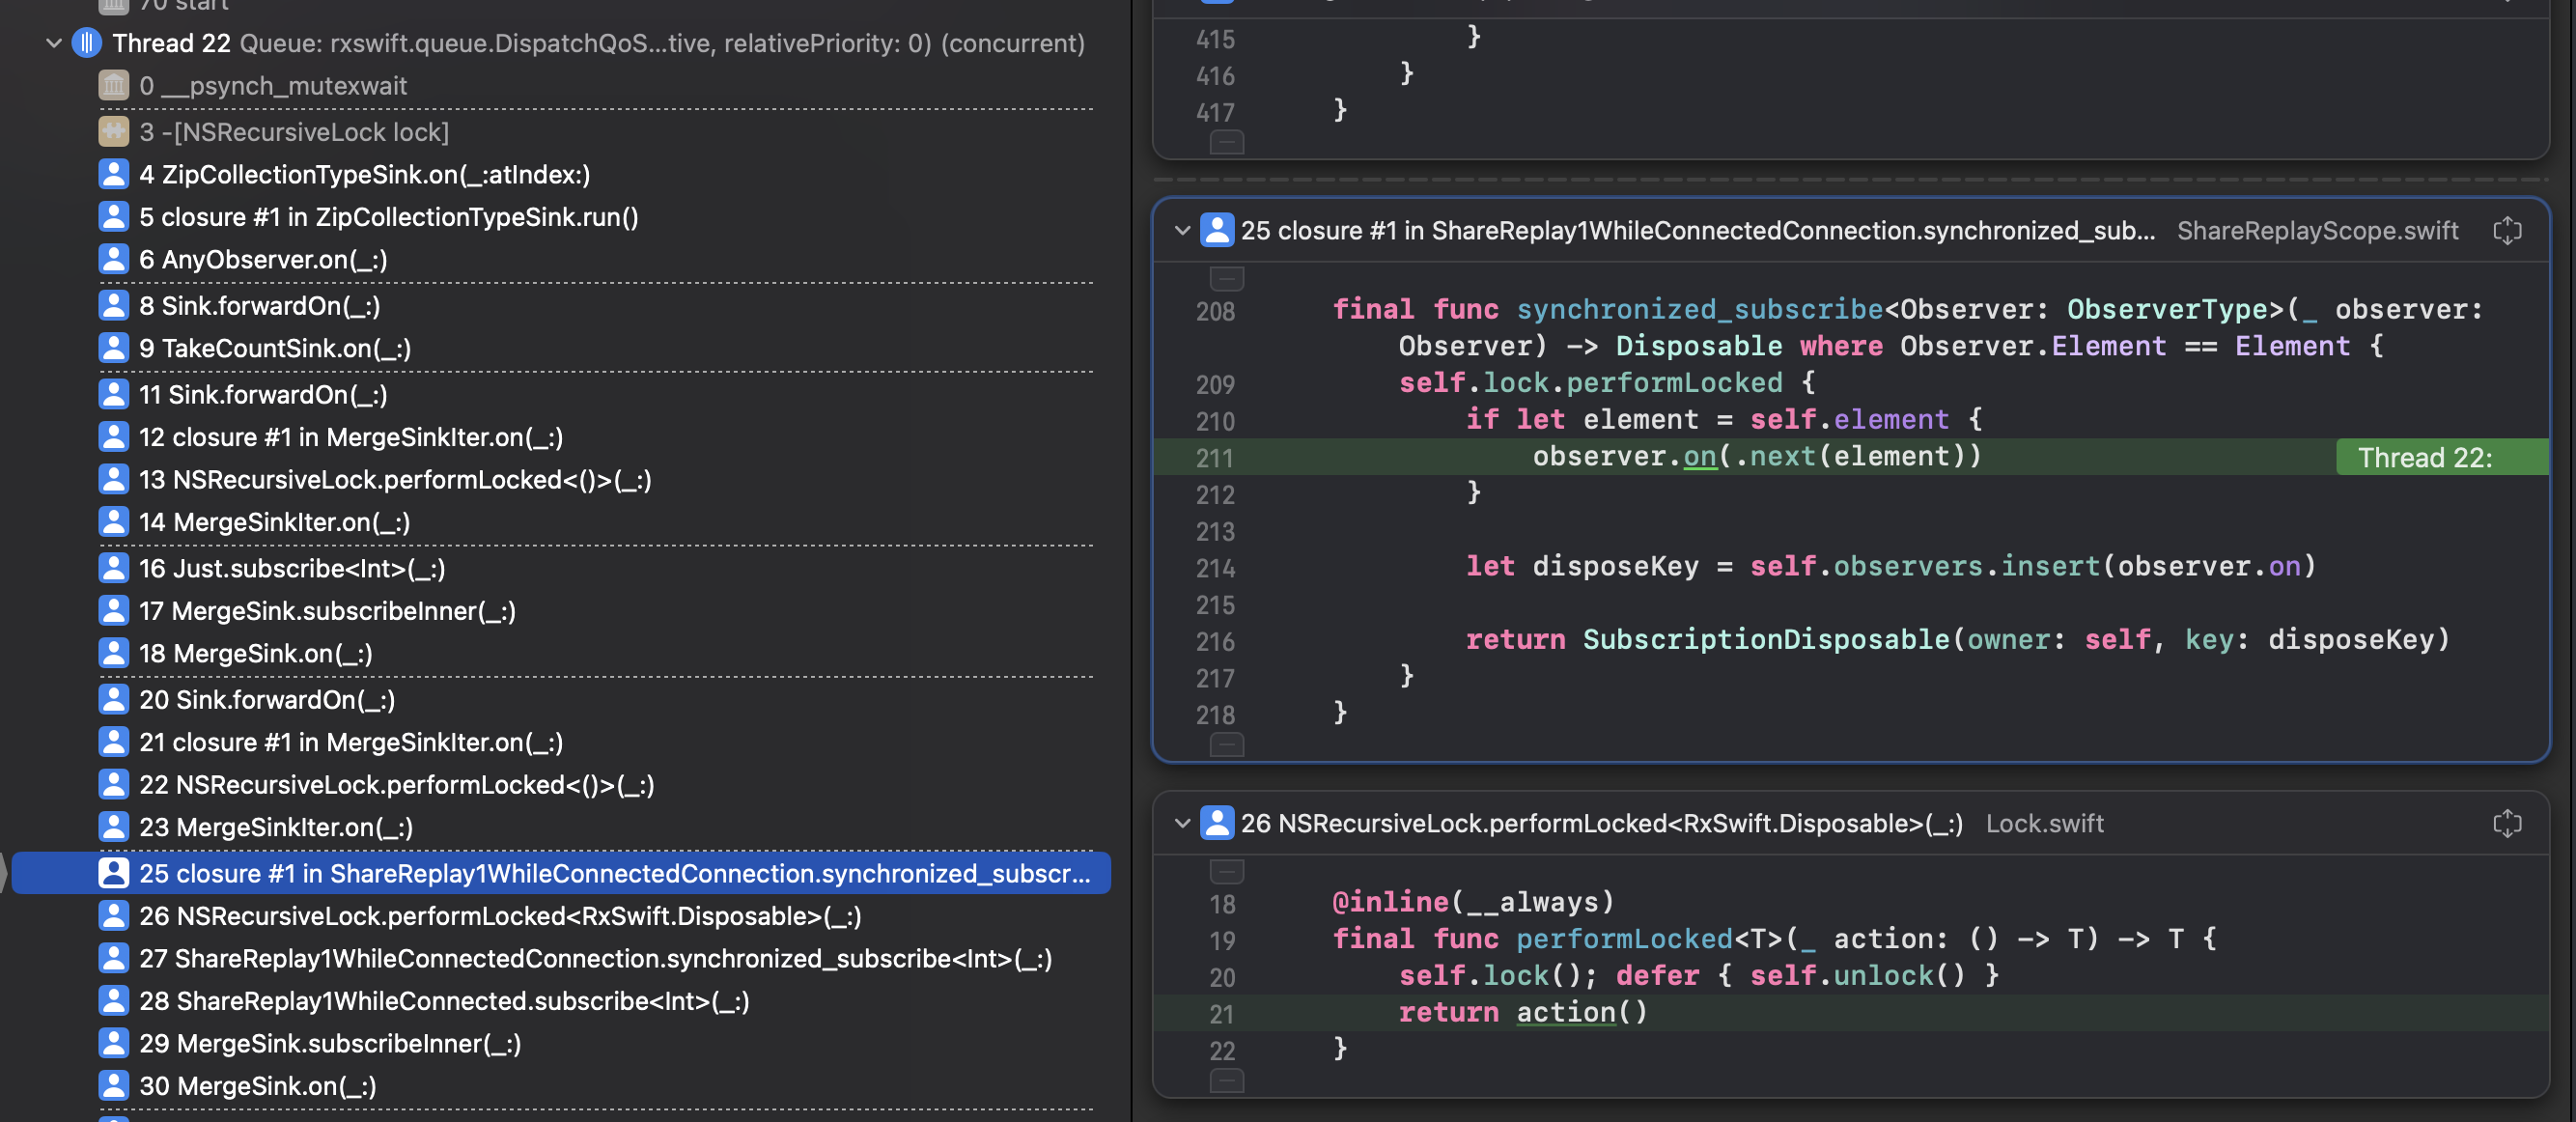 70 start
Thread 22 Queue: rxswift.queue.DispatchQoS...tive, relativePriority: 0) (concurrent)
0 __psynch_mutexwait
3 -[NSRecursiveLock lock]
4 ZipCollectionTypeSink.on(_:atIndex:)
5 closure #1 in ZipCollectionTypeSink.run()
6 AnyObserver.on(_:)
8 Sink.forwardOn(_:)
9 TakeCountSink.on(_:)
11 Sink.forwardOn(_:)
12 closure #1 in MergeSinkIter.on(_:)
13 NSRecursiveLock.performLocked<()>(_:)
14 MergeSinkIter.on(_:)
16 Just.subscribe<Int>(_:)
17 MergeSink.subscribeInner(_:)
18 MergeSink.on(_:)
20 Sink.forwardOn(_:)
21 closure #1 in MergeSinkIter.on(_:)
22 NSRecursiveLock.performLocked<()>(_:)
23 MergeSinkIter.on(_:)
25 closure #1 in ShareReplay1WhileConnectedConnection.synchronized_subscr...
26 NSRecursiveLock.performLocked<RxSwift.Disposable>(_:)
27 ShareReplay1WhileConnectedConnection.synchronized_subscribe<Int>(_:)
28 ShareReplay1WhileConnected.subscribe<Int>(_:)
29 MergeSink.subscribeInner(_:)
30 MergeSink.on(_:)
415 }
416 }
417 }
25 closure #1 in ShareReplay1WhileConnectedConnection.synchronized_sub... ShareReplayScope.swift
208 final func synchronized_subscribe<Observer: ObserverType>(_ observer:
Observer) -> Disposable where Observer.Element == Element {
209 self.lock.performLocked {
210 if let element = self.element {
211 observer.on(.next(element)) Thread 22:
212 }
213
214 let disposeKey = self.observers.insert(observer.on)
215
216 return SubscriptionDisposable(owner: self, key: disposeKey)
217 }
218 }
26 NSRecursiveLock.performLocked<RxSwift.Disposable>(_:) Lock.swift
18 @inline(__always)
19 final func performLocked<T>(_ action: () -> T) -> T {
20 self.lock(); defer { self.unlock() }
21 return action()
22 }